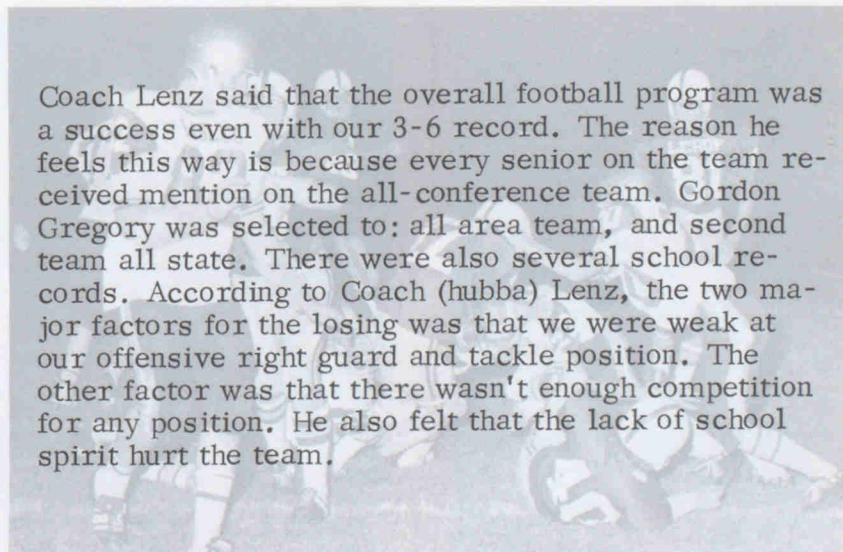 Coach Lenz said that the overall football program was
a success even with our 3-6 record. The reason he
feels this way is because every senior on the team re-
ceived mention on the all-conference team. Gordon
Gregory was selected to: all area team, and second
team all state. There were also several school re-
cords. According to Coach (hubba) Lenz, the two ma-
jor factors for the losing was that we were weak at
our offensive right guard and tackle position. The
other factor was that there wasn't enough competition
for any position. He also felt that the lack of school
spirit hurt the team.